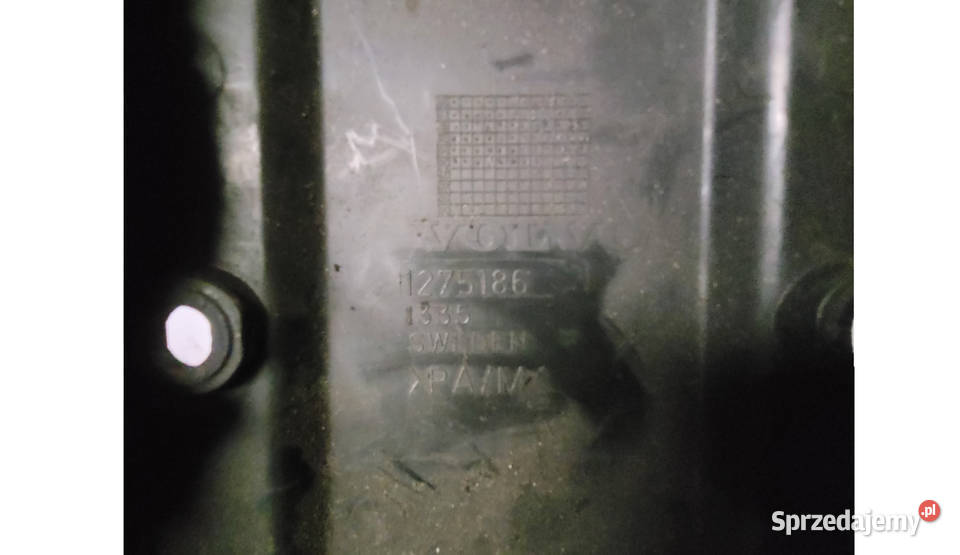 VOLVO
1275186
1335
SWEDEN
>PA/M<
Sprzedajemy.pl